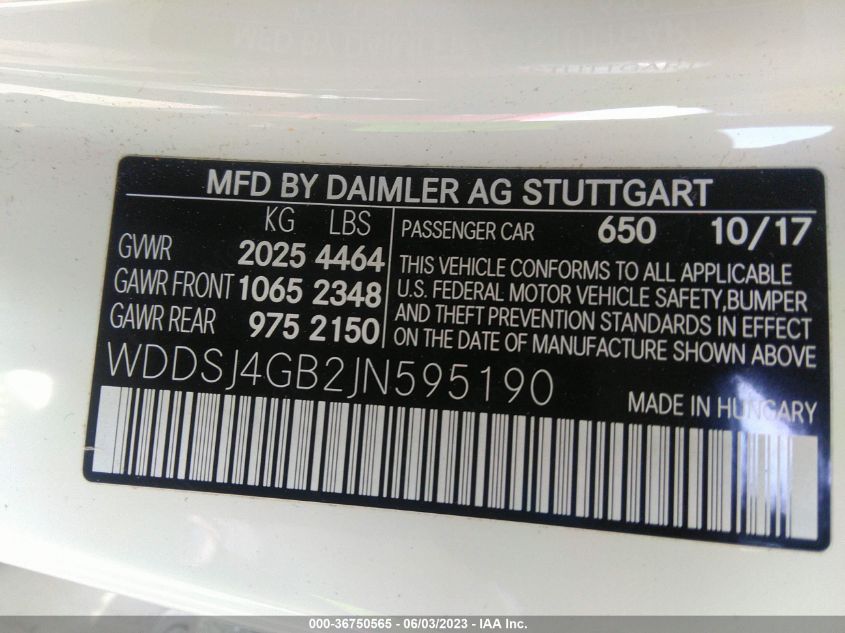 MFD BY DAIMLER AG STUTTGART
KG LBS
GVWR 2025 4464
GAWR FRONT 1065 2348
GAWR REAR 975 2150
PASSENGER CAR 650 10/17
THIS VEHICLE CONFORMS TO ALL APPLICABLE
U.S. FEDERAL MOTOR VEHICLE SAFETY, BUMPER
AND THEFT PREVENTION STANDARDS IN EFFECT
ON THE DATE OF MANUFACTURE SHOWN ABOVE
WDDSJ4GB2JN595190
MADE IN HUNGARY
000-36750565 - 06/03/2023 - IAA Inc.